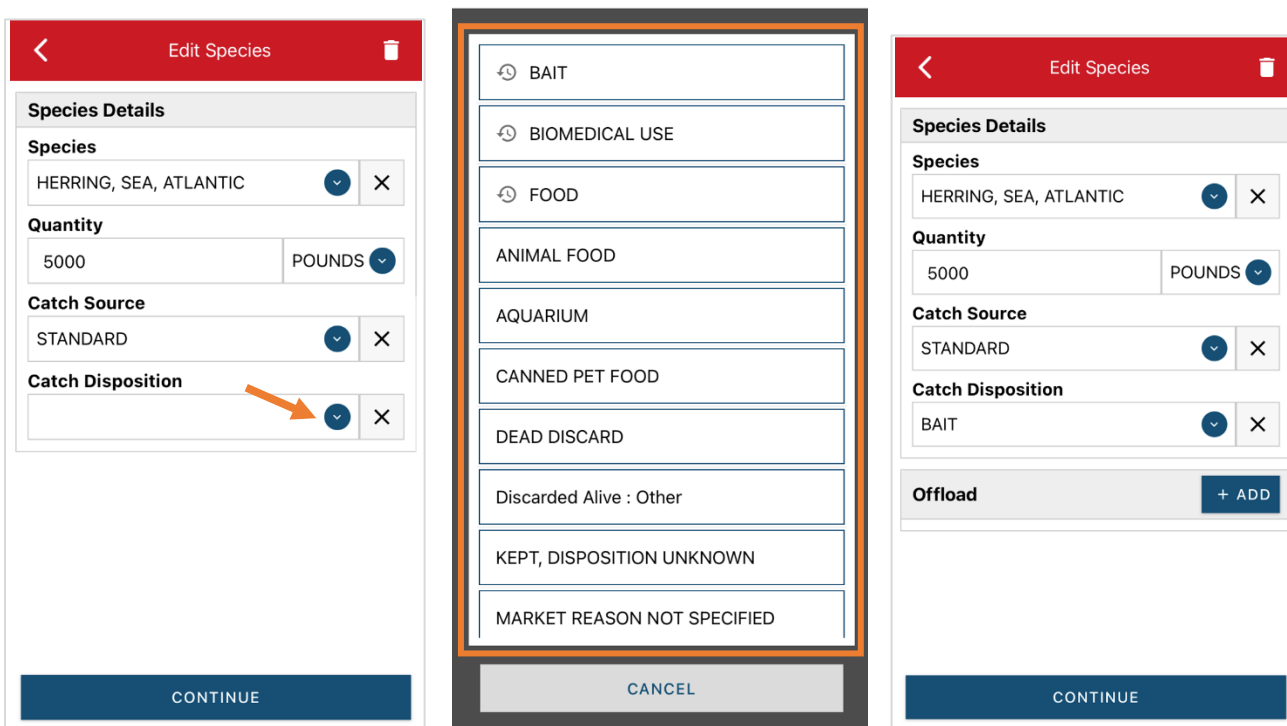 Edit Species
Species Details
Species
HERRING, SEA, ATLANTIC
Quantity
5000 POUNDS
Catch Source
STANDARD
Catch Disposition
CONTINUE
BAIT
BIOMEDICAL USE
FOOD
ANIMAL FOOD
AQUARIUM
CANNED PET FOOD
DEAD DISCARD
Discarded Alive : Other
KEPT, DISPOSITION UNKNOWN
MARKET REASON NOT SPECIFIED
CANCEL
Edit Species
Species Details
Species
HERRING, SEA, ATLANTIC
Quantity
5000 POUNDS
Catch Source
STANDARD
Catch Disposition
BAIT
Offload + ADD
CONTINUE